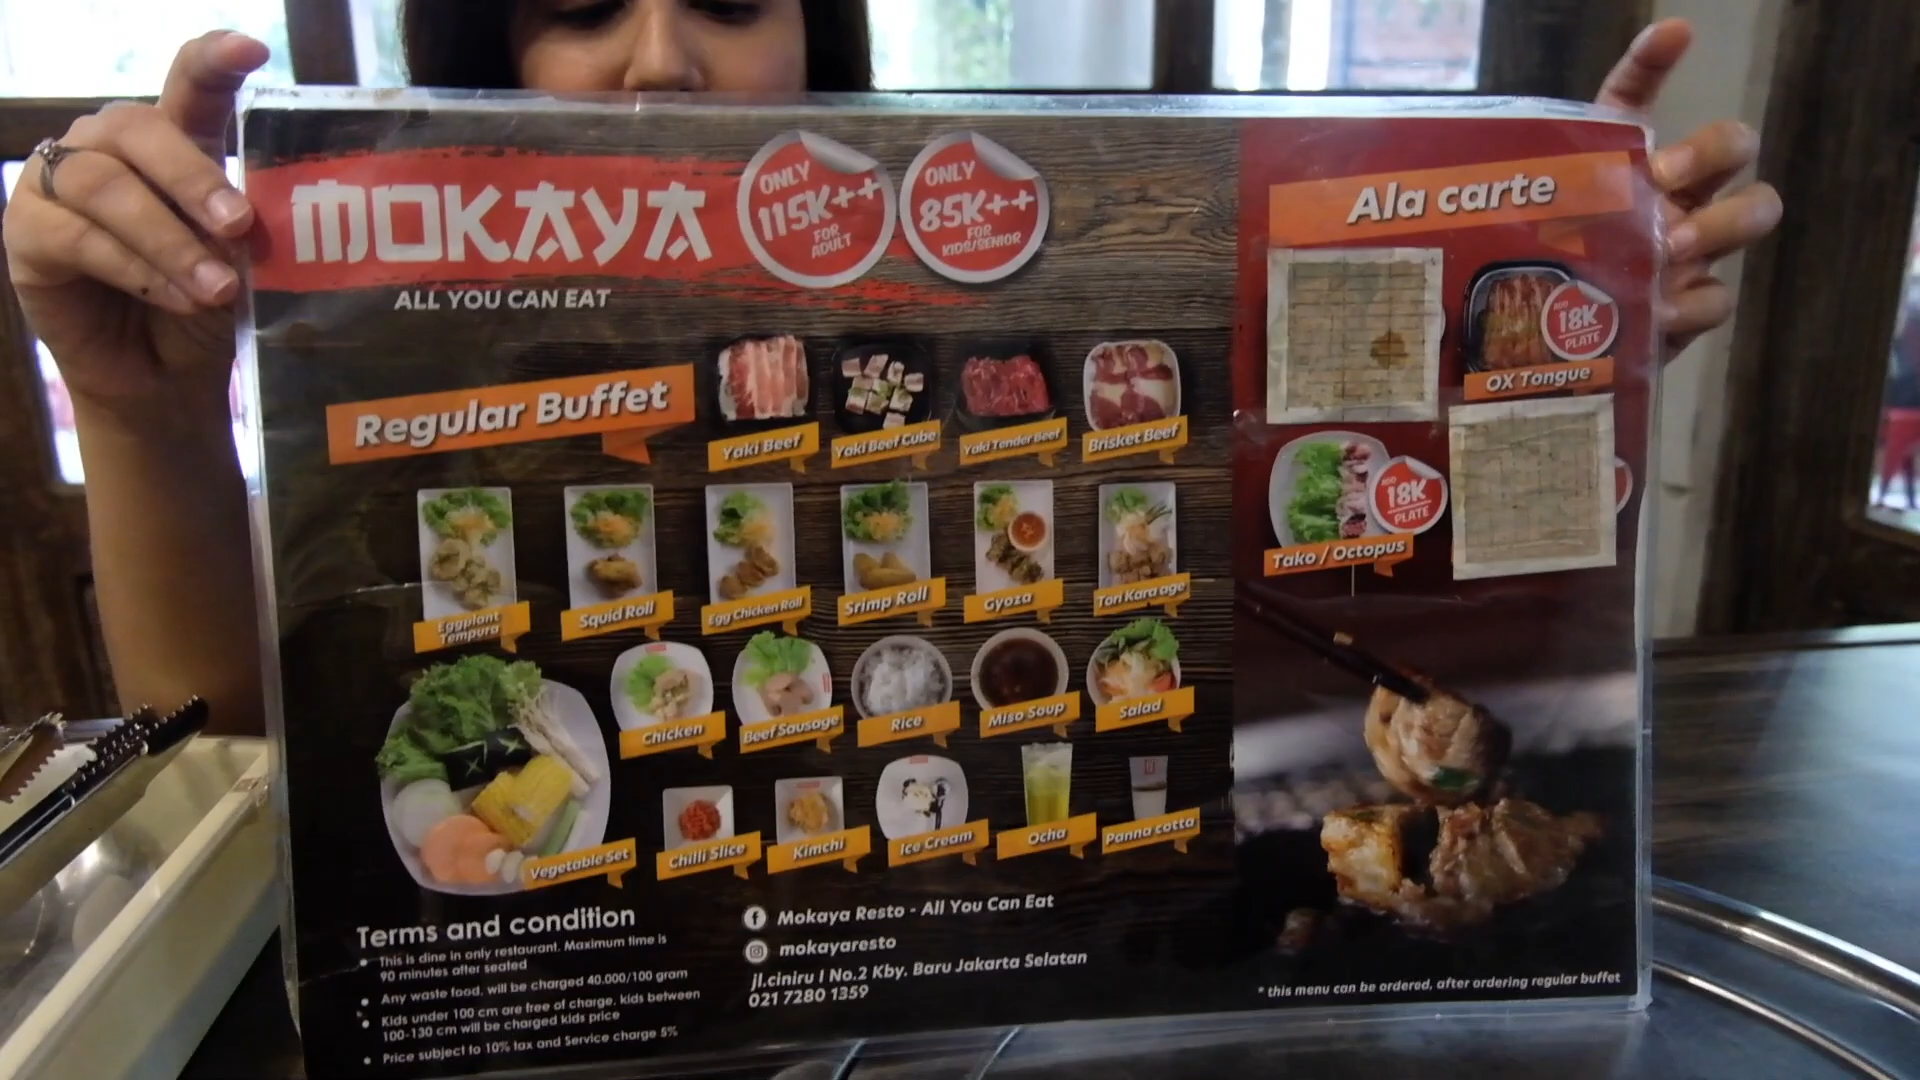 MOKAYA
ALL YOU CAN EAT
ONLY
115K++
FOR
ADULT
ONLY
85K++
FOR
KIDS/SENIOR
Regular Buffet
Yaki Beef
Yaki Beef Cube
Yaki Tender Beef
Brisket Beef
Eggplant
Tempura
Squid Roll
Egg Chicken Roll
Srimp Roll
Gyoza
Tori Kara age
Vegetable Set
Chicken
Beef Sausage
Rice
Miso Soup
Salad
Chilli Slice
Kimchi
Ice Cream
Ocha
Panna cotta
Terms and condition
• This is dine in only restaurant. Maximum time is
90 minutes after seated
• Any waste food, will be charged 40.000/100 gram
• Kids under 100 cm are free of charge, kids between
100-130 cm will be charged kids price
• Price subject to 10% tax and Service charge 5%
Mokaya Resto - All You Can Eat
mokayaresto
jl.ciniru I No.2 Kby. Baru Jakarta Selatan
021 7280 1359
Ala carte
ADD
18K
PLATE
OX Tongue
ADD
18K
PLATE
Tako / Octopus
* this menu can be ordered, after ordering regular buffet